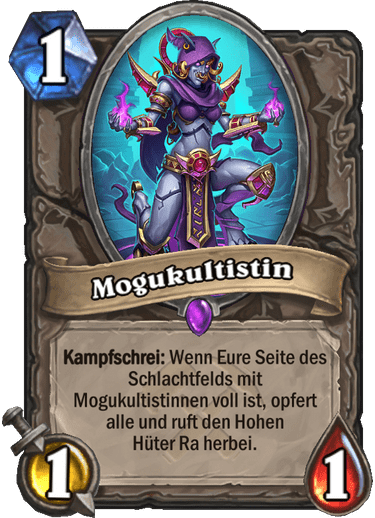 1
Mogukultistin
Kampfschrei: Wenn Eure Seite des
Schlachtfelds mit
Mogukultistinnen voll ist, opfert
alle und ruft den Hohen
Hüter Ra herbei.
1
1